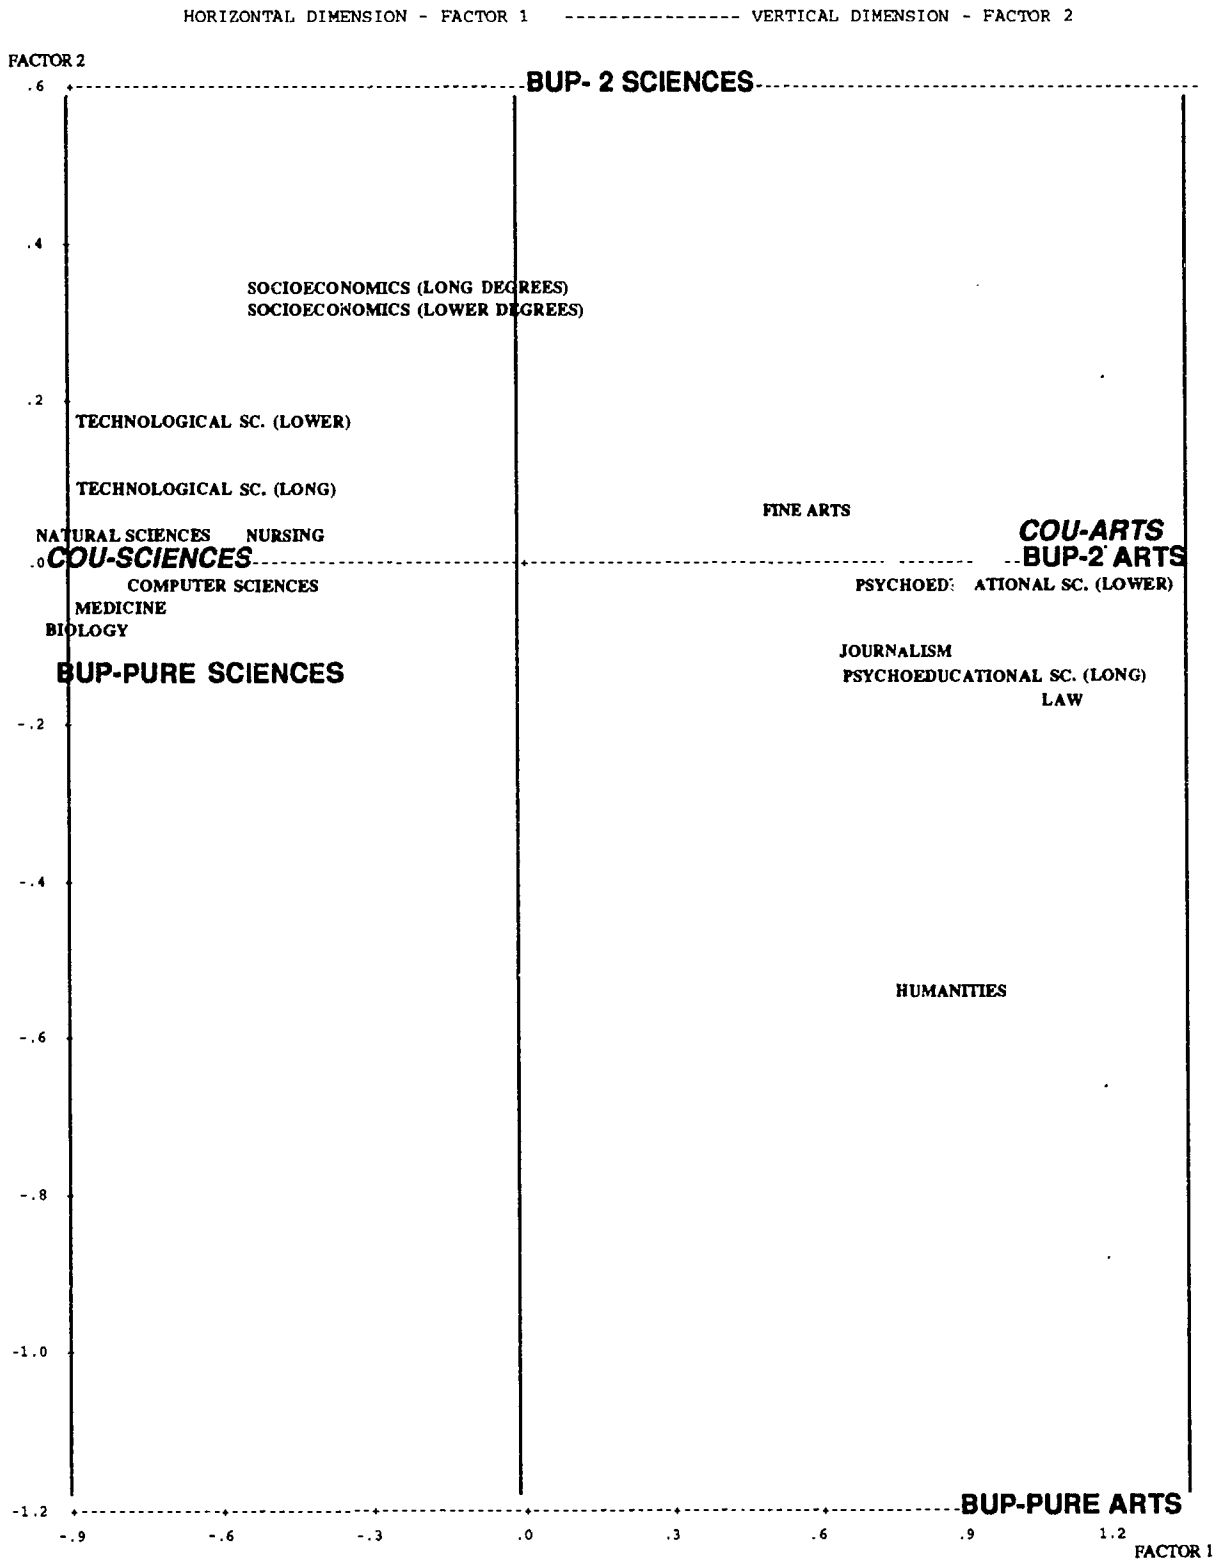 HORIZONTAL DIMENSION - FACTOR 1 ---------------- VERTICAL DIMENSION - FACTOR 2
FACTOR 2
.6 BUP- 2 SCIENCES
.4
SOCIOECONOMICS (LONG DEGREES)
SOCIOECONOMICS (LOWER DEGREES)
.2
TECHNOLOGICAL SC. (LOWER)
TECHNOLOGICAL SC. (LONG)
FINE ARTS
NATURAL SCIENCES NURSING COU-ARTS
.0 COU-SCIENCES BUP-2 ARTS
COMPUTER SCIENCES PSYCHOED ATIONAL SC. (LOWER)
MEDICINE
BIOLOGY
JOURNALISM
BUP-PURE SCIENCES PSYCHOEDUCATIONAL SC. (LONG)
LAW
-.2
-.4
HUMANITIES
-.6
-.8
-1.0
-1.2 BUP-PURE ARTS
-.9 -.6 -.3 .0 .3 .6 .9 1.2
FACTOR 1